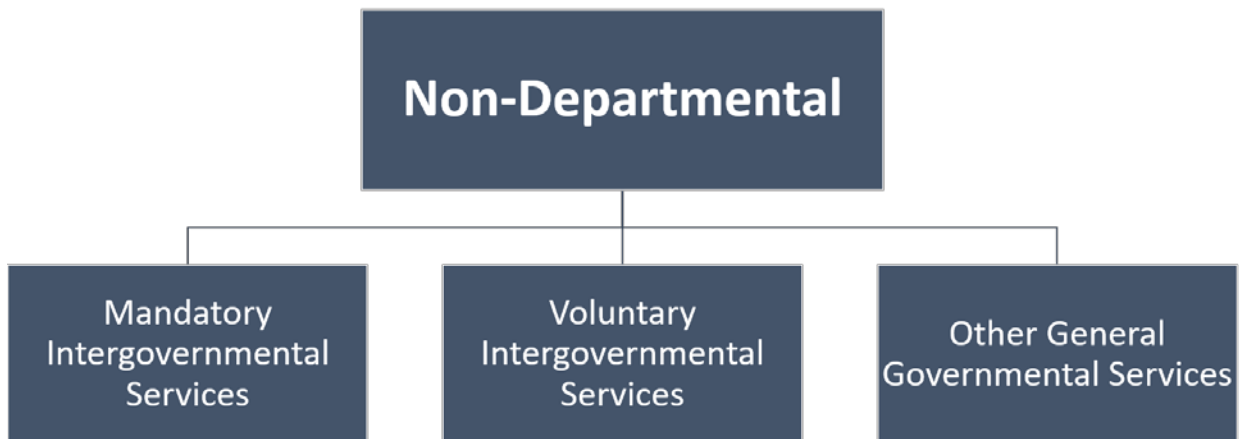 Non-Departmental
Mandatory
Intergovernmental
Services
Voluntary
Intergovernmental
Services
Other General
Governmental Services